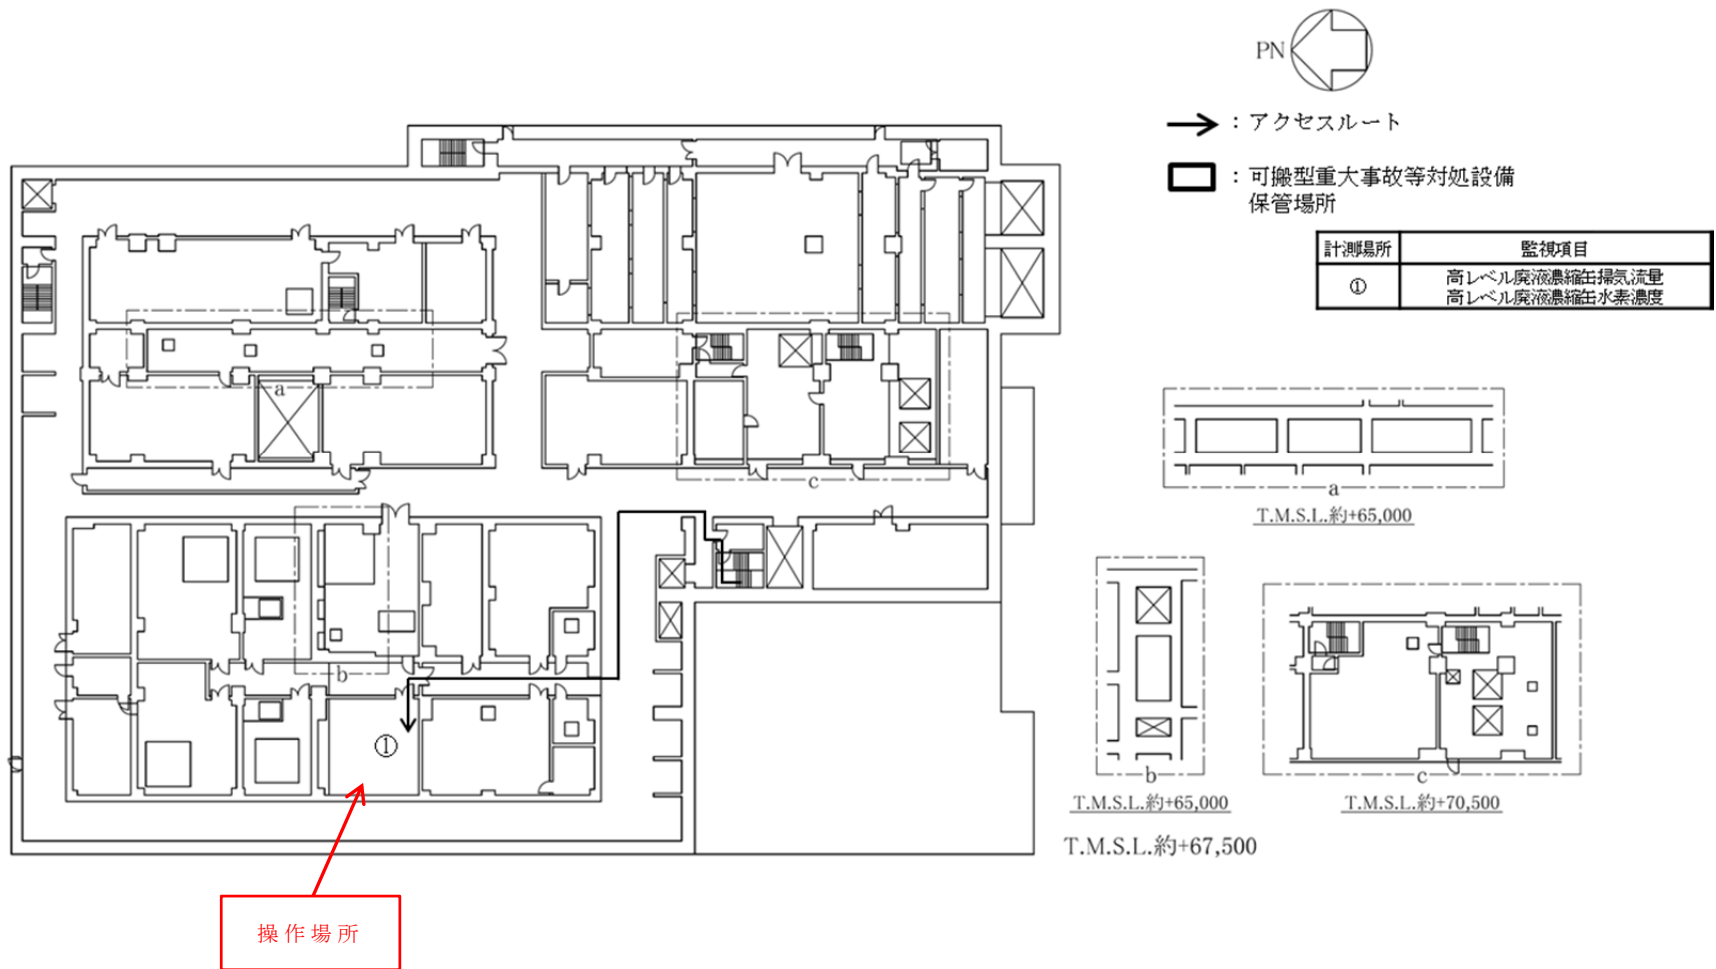 PN
：アクセスルート
：可搬型重大事故等対処設備
保管場所
計測場所 監視項目
① 高レベル廃液濃縮缶掃気流量
高レベル廃液濃縮缶水素濃度
a
c
a
T.M.S.L.約+65,000
b
①
b
T.M.S.L.約+65,000
c
T.M.S.L.約+70,500
T.M.S.L.約+67,500
操作場所